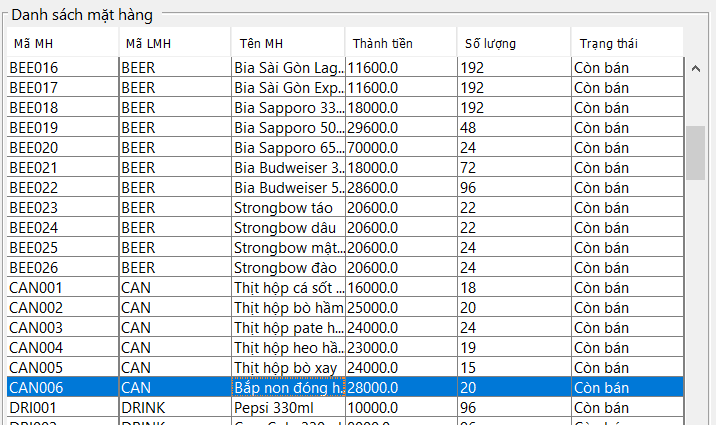 Danh sách mặt hàng
Mã MH Mã LMH Tên MH Thành tiền Số lượng Trạng thái
BEE016 BEER Bia Sài Gòn Lag... 11600.0 192 Còn bán
BEE017 BEER Bia Sài Gòn Exp... 11600.0 192 Còn bán
BEE018 BEER Bia Sapporo 33... 18000.0 192 Còn bán
BEE019 BEER Bia Sapporo 50... 29600.0 48 Còn bán
BEE020 BEER Bia Sapporo 65... 70000.0 24 Còn bán
BEE021 BEER Bia Budweiser 3... 18000.0 72 Còn bán
BEE022 BEER Bia Budweiser 5... 28600.0 96 Còn bán
BEE023 BEER Strongbow táo 20600.0 22 Còn bán
BEE024 BEER Strongbow dâu 20600.0 22 Còn bán
BEE025 BEER Strongbow mật... 20600.0 24 Còn bán
BEE026 BEER Strongbow đào 20600.0 24 Còn bán
CAN001 CAN Thịt hộp cá sốt ... 16000.0 18 Còn bán
CAN002 CAN Thịt hộp bò hầm 25000.0 20 Còn bán
CAN003 CAN Thịt hộp pate h... 24000.0 24 Còn bán
CAN004 CAN Thịt hộp heo hầ... 23000.0 19 Còn bán
CAN005 CAN Thịt hộp bò xay 24000.0 15 Còn bán
CAN006 CAN Bắp non đóng h... 28000.0 20 Còn bán
DRI001 DRINK Pepsi 330ml 10000.0 96 Còn bán